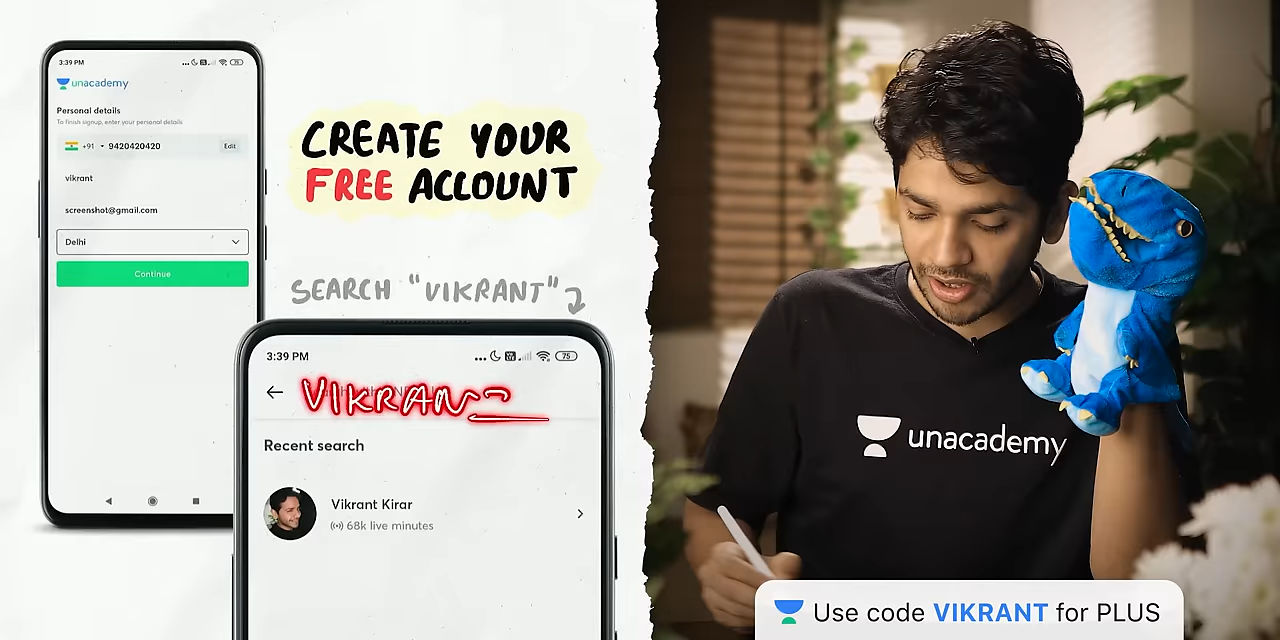 3:39 PM
75
unacademy
Personal details
To finish signup, enter your personal details
+91
9420420420
Edit
vikrant
screenshot@gmail.com
Delhi
Continue
CREATE YOUR
FREE ACCOUNT
SEARCH "VIKRANT"
3:39 PM
75
VIKRAN
Recent search
Vikrant Kirar
68k live minutes
unacademy
Use code VIKRANT for PLUS